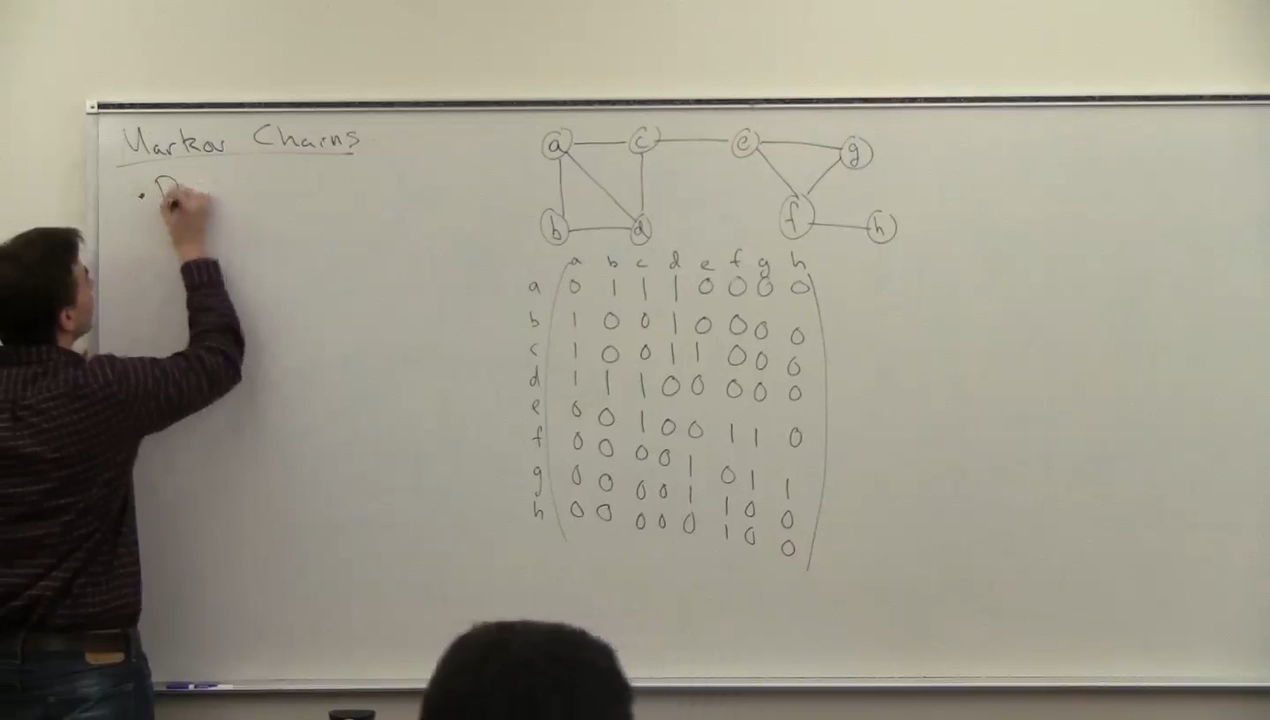 Markov Chains
. D
a c e g
b d f h
a b c d e f g h
a 0 1 1 1 0 0 0 0
b 1 0 0 1 0 0 0 0
c 1 0 0 1 1 0 0 0
d 1 1 1 0 0 0 0 0
e 0 0 1 0 0 1 1 0
f 0 0 0 0 1 0 1 1
g 0 0 0 0 1 1 0 0
h 0 0 0 0 0 1 0 0